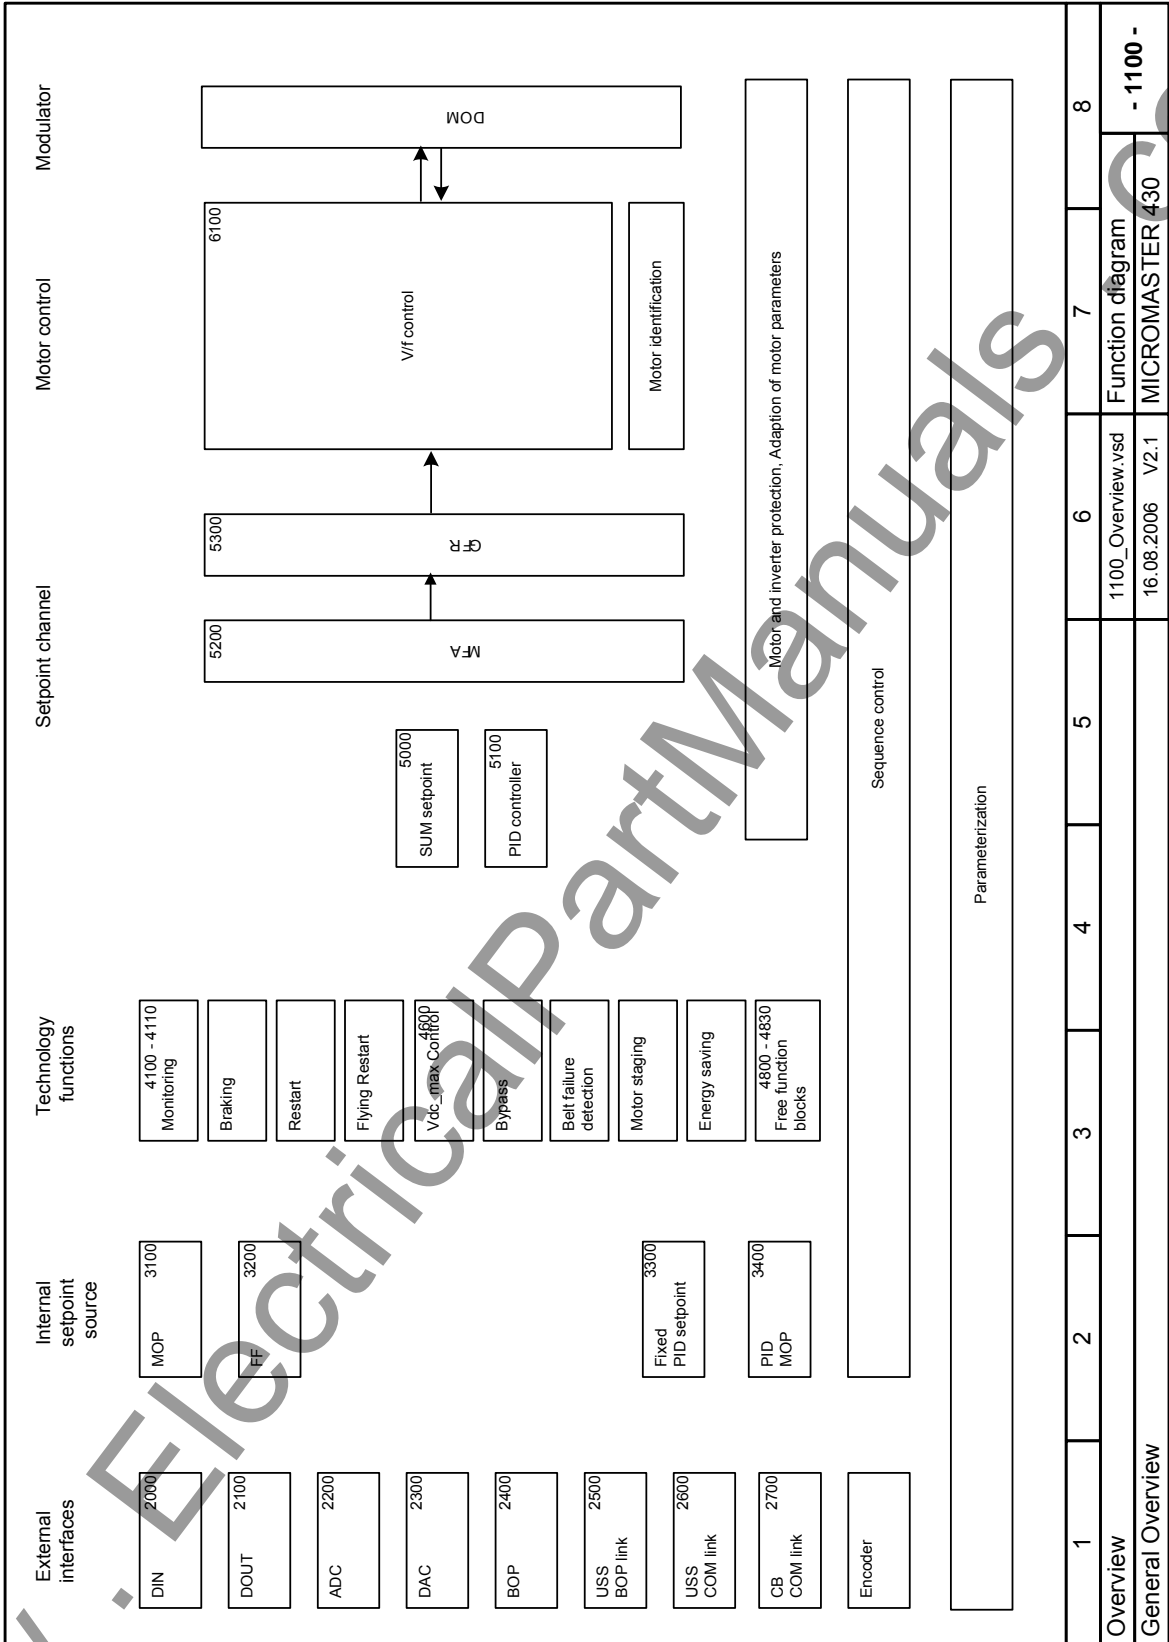 External
interfaces
Internal
setpoint
source
Technology
functions
Setpoint channel
Motor control
Modulator
DIN
2000
DOUT
2100
ADC
2200
DAC
2300
BOP
2400
USS
BOP link
2500
USS
COM link
2600
CB
COM link
2700
Encoder
MOP
3100
FF
3200
Fixed
PID setpoint
3300
PID
MOP
3400
4100 - 4110
Monitoring
Braking
Restart
Flying Restart
4600
Vdc_max Control
Bypass
Belt failure
detection
Motor staging
Energy saving
4800 - 4830
Free function
blocks
5000
SUM setpoint
5100
PID controller
5200
AFM
5300
RFG
6100
V/f control
Motor identification
MOD
Motor and inverter protection, Adaption of motor parameters
Sequence control
Parameterization
1 2 3 4 5 6 7 8
Overview
1100_Overview.vsd
Function diagram
- 1100 -
General Overview
16.08.2006 V2.1
MICROMASTER 430
. ElectricalPartManuals .